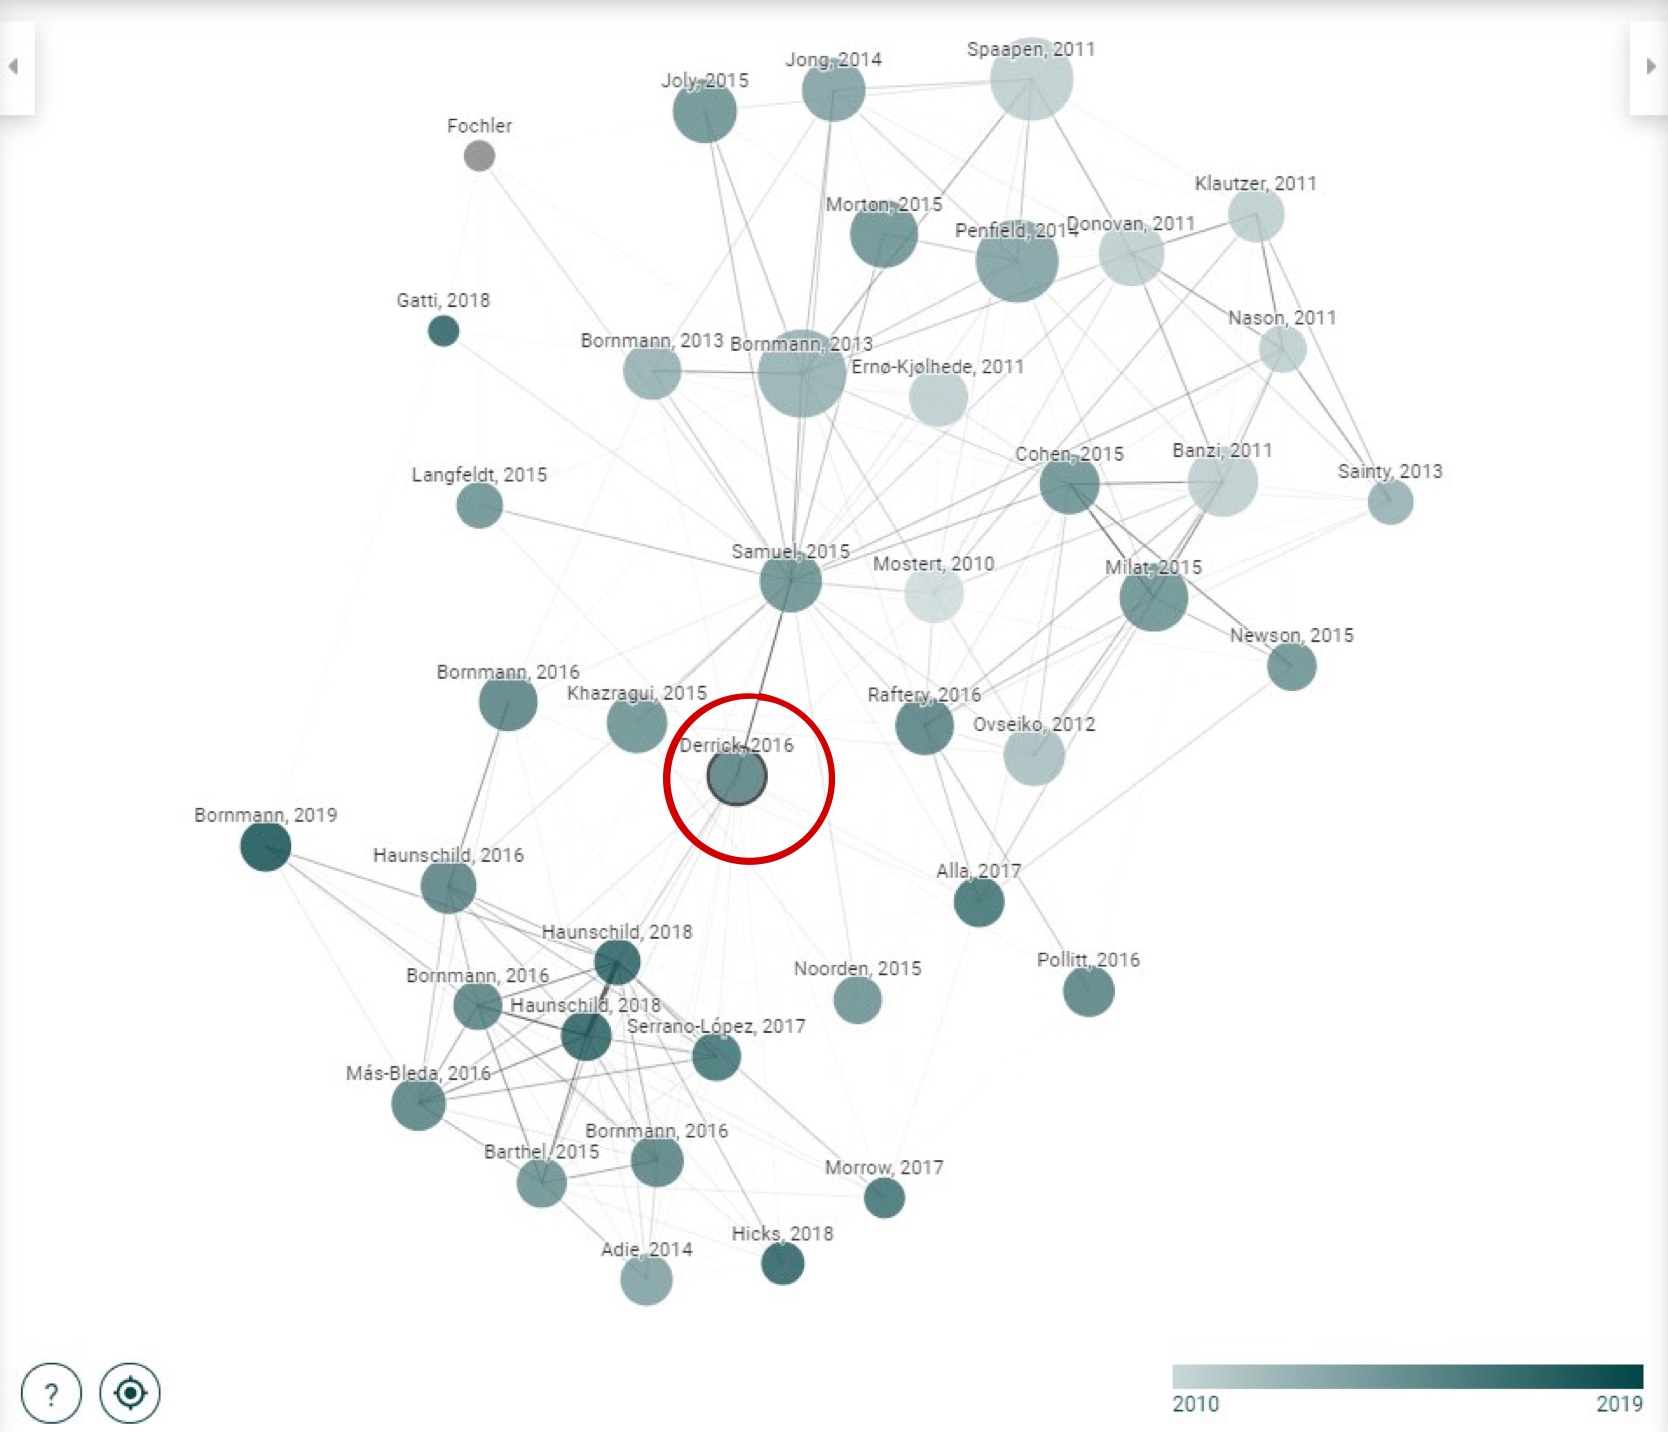 Spaapen, 2011
Jong, 2014
Joly, 2015
Fochler
Klautzer, 2011
Morton, 2015
Donovan, 2011
Penfield, 2014
Gatti, 2018
Nason, 2011
Bornmann, 2013
Bornmann, 2013
Ernø-Kjølhede, 2011
Banzi, 2011
Cohen, 2015
Sainty, 2013
Langfeldt, 2015
Samuel, 2015
Mostert, 2010
Milat, 2015
Newson, 2015
Bornmann, 2016
Khazragui, 2015
Raftery, 2016
Ovseiko, 2012
Derrick, 2016
Bornmann, 2019
Haunschild, 2016
Alla, 2017
Haunschild, 2018
Pollitt, 2016
Noorden, 2015
Bornmann, 2016
Haunschild, 2018
Serrano-López, 2017
Más-Bleda, 2016
Bornmann, 2016
Barthel, 2015
Morrow, 2017
Hicks, 2018
Adie, 2014
?
2010
2019